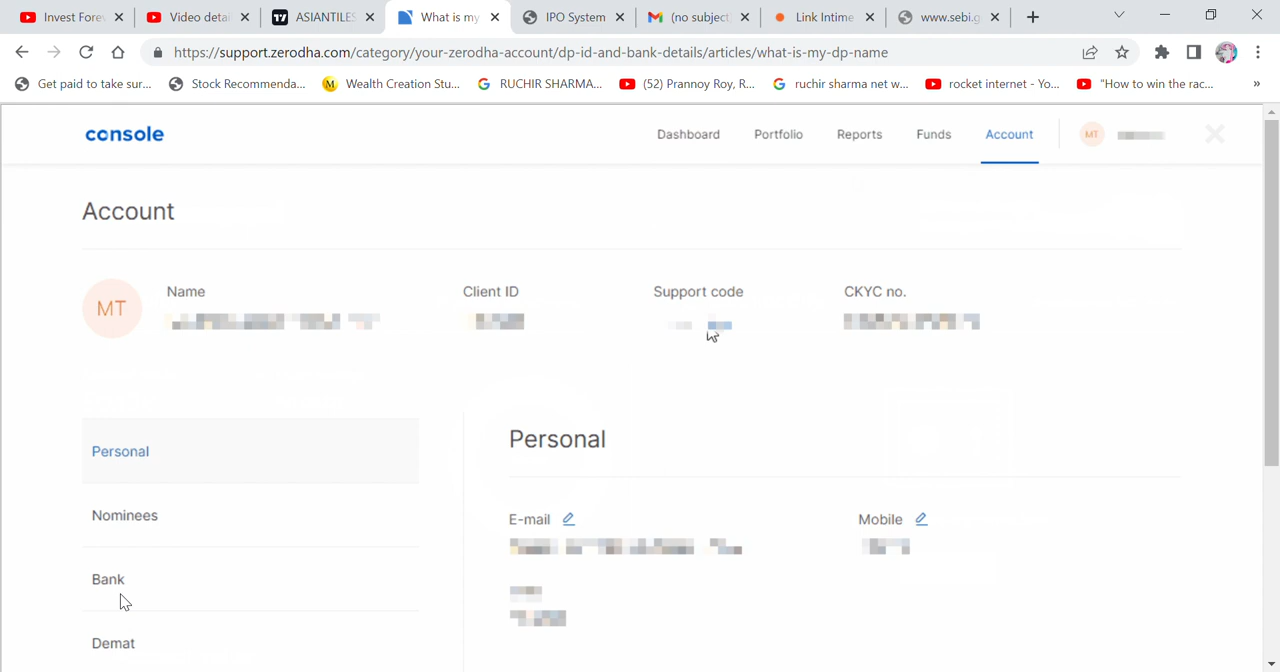 Invest Fore
Video detai
ASIANTILES
What is my
IPO System
(no subject
Link Intime
www.sebi.g
https://support.zerodha.com/category/your-zerodha-account/dp-id-and-bank-details/articles/what-is-my-dp-name
Get paid to take sur...
Stock Recommenda...
Wealth Creation Stu...
RUCHIR SHARMA...
(52) Prannoy Roy, R...
ruchir sharma net w...
rocket internet - Yo...
"How to win the rac...
console
Dashboard
Portfolio
Reports
Funds
Account
MT
Account
MT
Name
Client ID
Support code
CKYC no.
Personal
Nominees
Bank
Demat
Personal
E-mail
Mobile